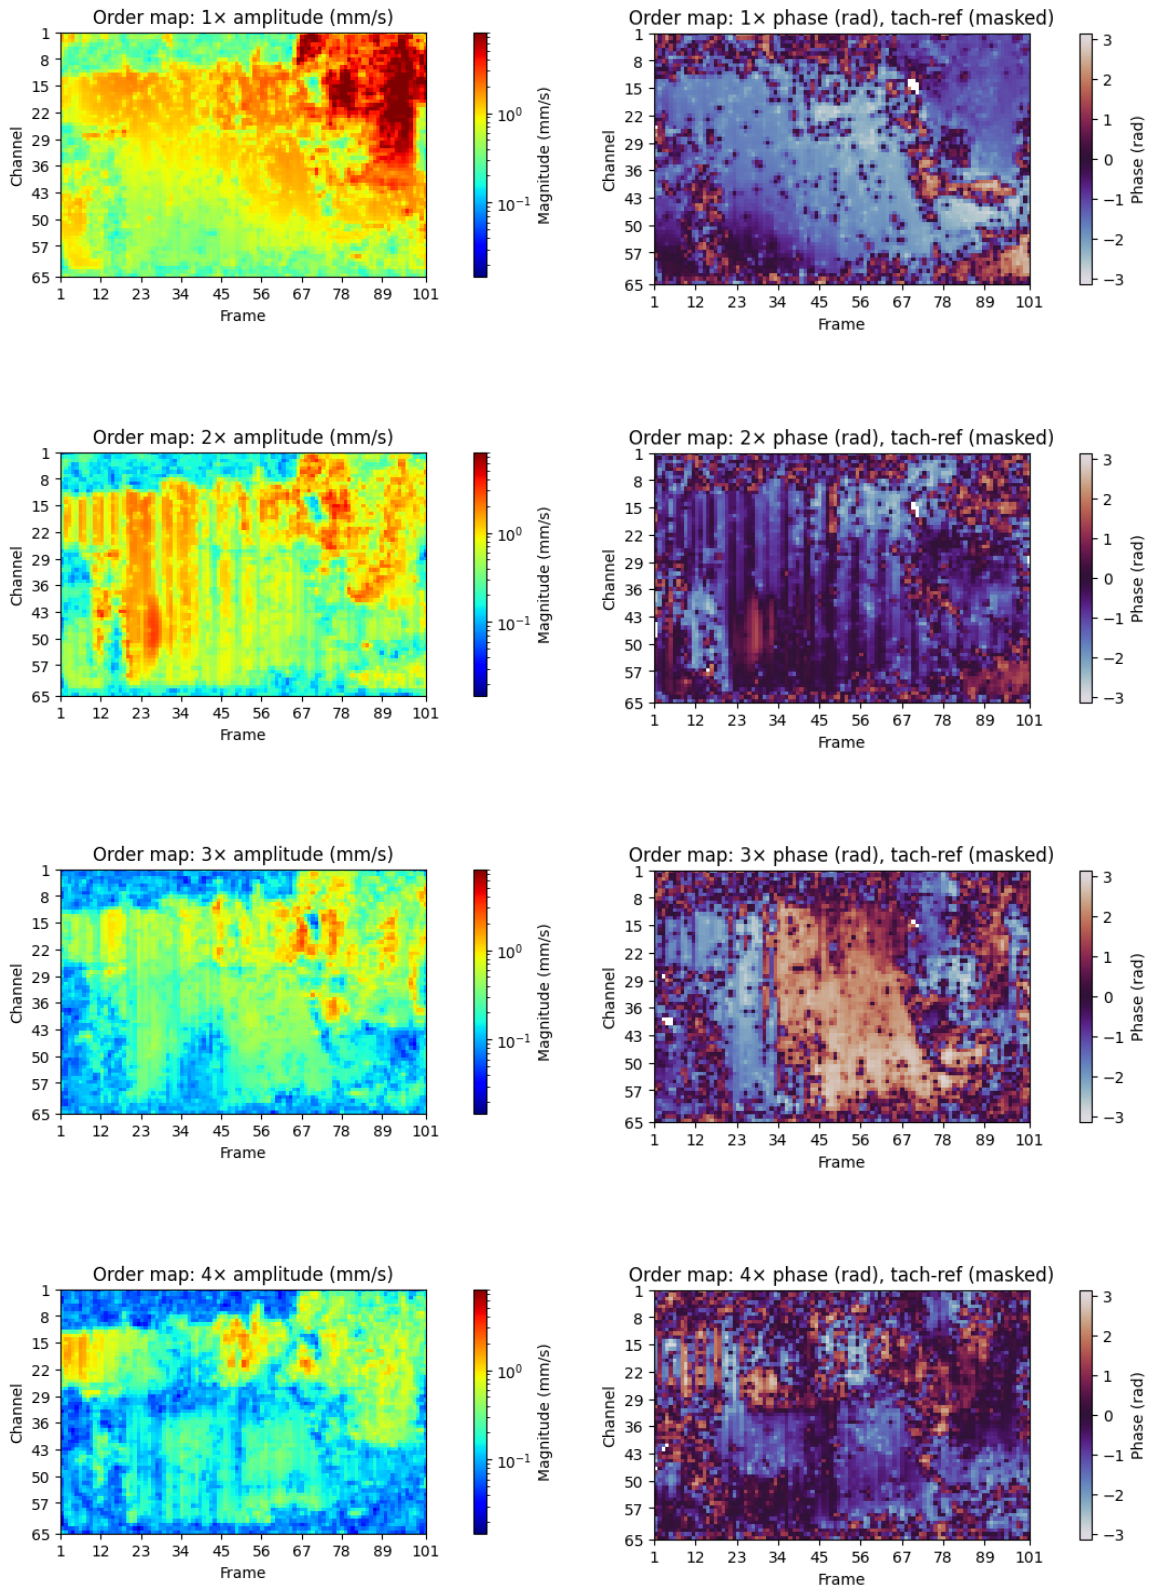 Order map: 1× amplitude (mm/s)
1
8
15
22
29
36
43
50
57
65
Channel
1 12 23 34 45 56 67 78 89 101
Frame
10⁰
10⁻¹
Magnitude (mm/s)
Order map: 1× phase (rad), tach-ref (masked)
1
8
15
22
29
36
43
50
57
65
Channel
1 12 23 34 45 56 67 78 89 101
Frame
3
2
1
0
−1
−2
−3
Phase (rad)
Order map: 2× amplitude (mm/s)
1
8
15
22
29
36
43
50
57
65
Channel
1 12 23 34 45 56 67 78 89 101
Frame
10⁰
10⁻¹
Magnitude (mm/s)
Order map: 2× phase (rad), tach-ref (masked)
1
8
15
22
29
36
43
50
57
65
Channel
1 12 23 34 45 56 67 78 89 101
Frame
3
2
1
0
−1
−2
−3
Phase (rad)
Order map: 3× amplitude (mm/s)
1
8
15
22
29
36
43
50
57
65
Channel
1 12 23 34 45 56 67 78 89 101
Frame
10⁰
10⁻¹
Magnitude (mm/s)
Order map: 3× phase (rad), tach-ref (masked)
1
8
15
22
29
36
43
50
57
65
Channel
1 12 23 34 45 56 67 78 89 101
Frame
3
2
1
0
−1
−2
−3
Phase (rad)
Order map: 4× amplitude (mm/s)
1
8
15
22
29
36
43
50
57
65
Channel
1 12 23 34 45 56 67 78 89 101
Frame
10⁰
10⁻¹
Magnitude (mm/s)
Order map: 4× phase (rad), tach-ref (masked)
1
8
15
22
29
36
43
50
57
65
Channel
1 12 23 34 45 56 67 78 89 101
Frame
3
2
1
0
−1
−2
−3
Phase (rad)